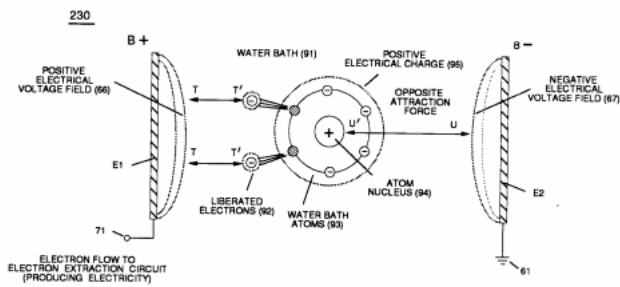 230
B+
B-
WATER BATH (91)
POSITIVE
ELECTRICAL CHARGE (95)
POSITIVE
ELECTRICAL
VOLTAGE FIELD (66)
OPPOSITE
ATTRACTION
FORCE
NEGATIVE
ELECTRICAL
VOLTAGE FIELD (67)
T T'
U' U
T T'
E1
E2
LIBERATED
ELECTRONS (92)
WATER BATH
ATOMS (93)
ATOM
NUCLEUS (94)
71
61
ELECTRON FLOW TO
ELECTRON EXTRACTION CIRCUIT
(PRODUCING ELECTRICITY)